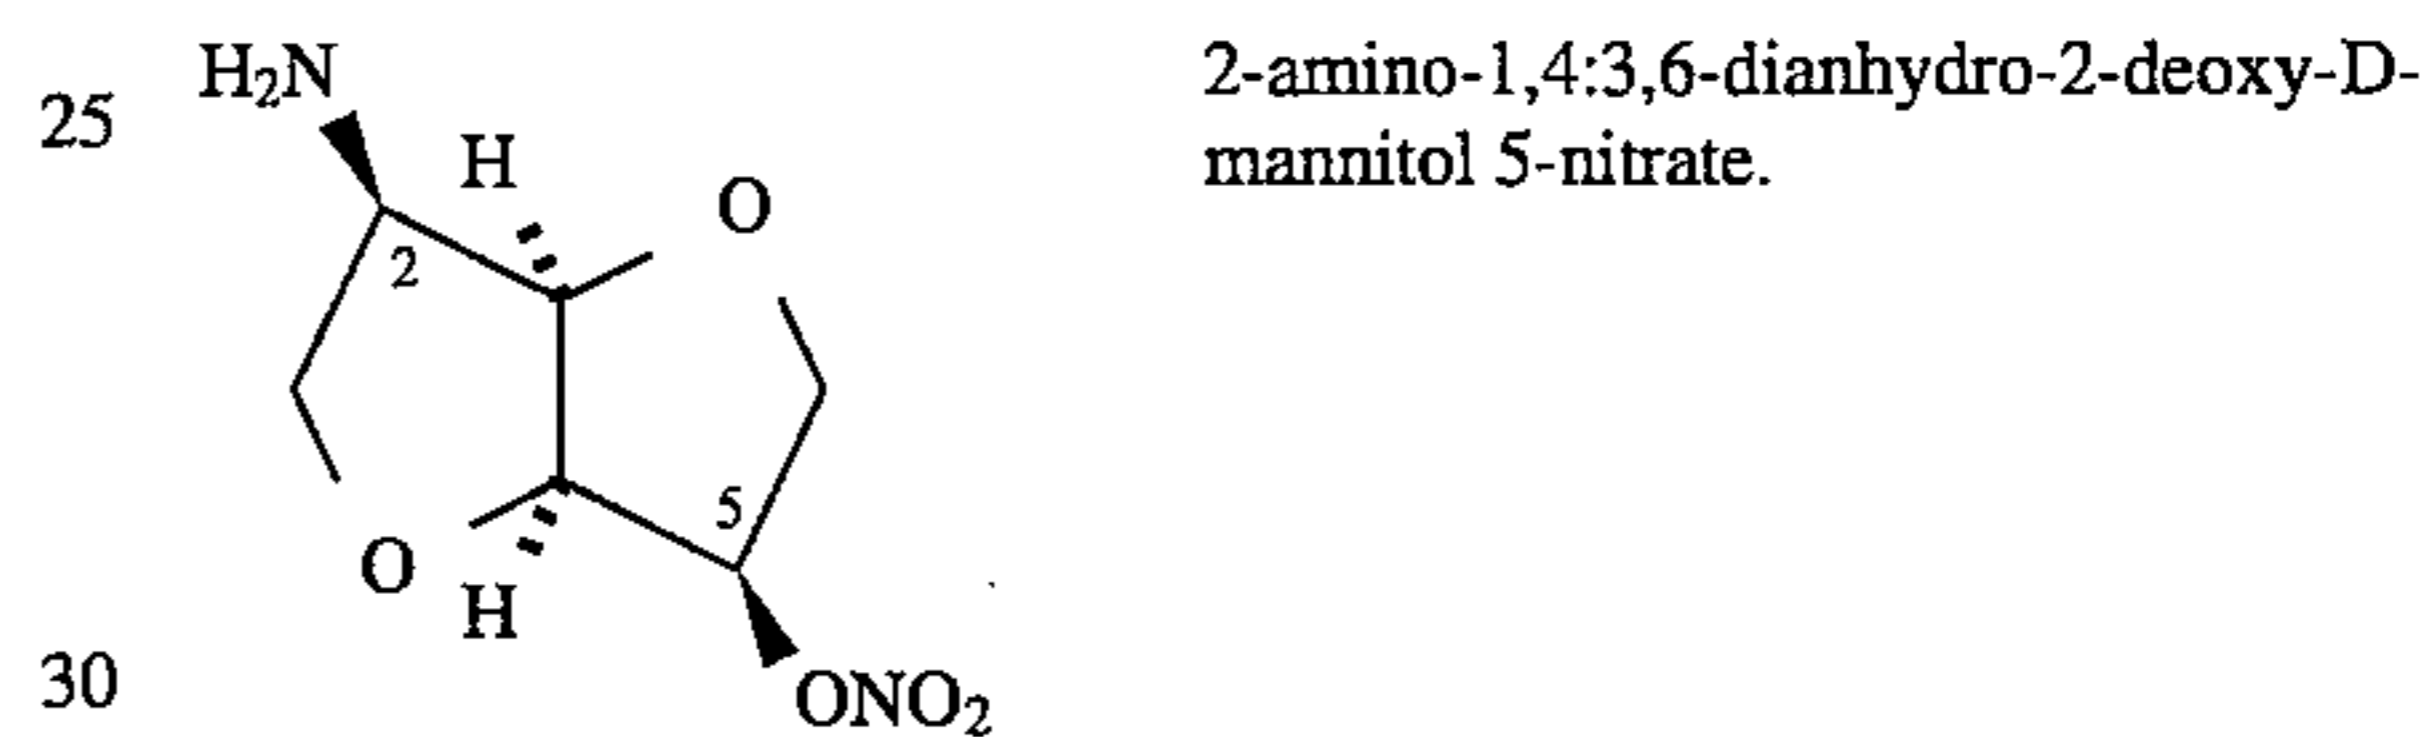 H₂N
25
H
O
2
5
O
H
30
ONO₂
2-amino-1,4:3,6-dianhydro-2-deoxy-D-
mannitol 5-nitrate.